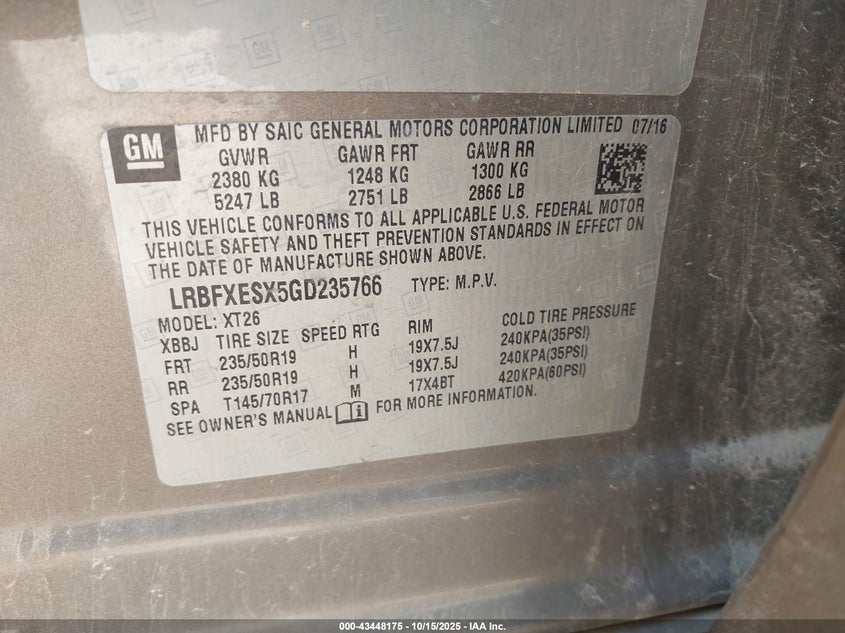 GM
MFD BY SAIC GENERAL MOTORS CORPORATION LIMITED 07/16
GVWR GAWR FRT GAWR RR
2380 KG 1248 KG 1300 KG
5247 LB 2751 LB 2866 LB
THIS VEHICLE CONFORMS TO ALL APPLICABLE U.S. FEDERAL MOTOR
VEHICLE SAFETY AND THEFT PREVENTION STANDARDS IN EFFECT ON
THE DATE OF MANUFACTURE SHOWN ABOVE.
LRBFXESX5GD235766 TYPE: M.P.V.
MODEL: XT26
XBBJ TIRE SIZE SPEED RTG RIM COLD TIRE PRESSURE
FRT 235/50R19 H 19X7.5J 240KPA(35PSI)
RR 235/50R19 H 19X7.5J 240KPA(35PSI)
SPA T145/70R17 M 17X4BT 420KPA(60PSI)
SEE OWNER'S MANUAL FOR MORE INFORMATION.
000-43448175 - 10/15/2025 - IAA Inc.